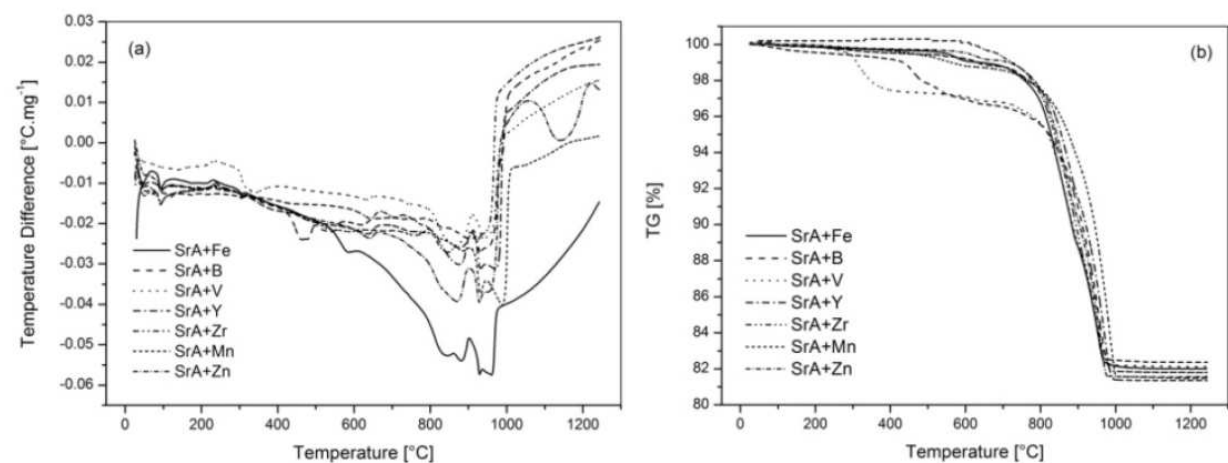 (a)
0.03
0.02
0.01
0.00
-0.01
-0.02
-0.03
-0.04
-0.05
-0.06
Temperature Difference [°C.mg⁻¹]
SrA+Fe
SrA+B
SrA+V
SrA+Y
SrA+Zr
SrA+Mn
SrA+Zn
0 200 400 600 800 1000 1200
Temperature [°C]
(b)
100
98
96
94
92
90
88
86
84
82
80
TG [%]
SrA+Fe
SrA+B
SrA+V
SrA+Y
SrA+Zr
SrA+Mn
SrA+Zn
0 200 400 600 800 1000 1200
Temperature [°C]